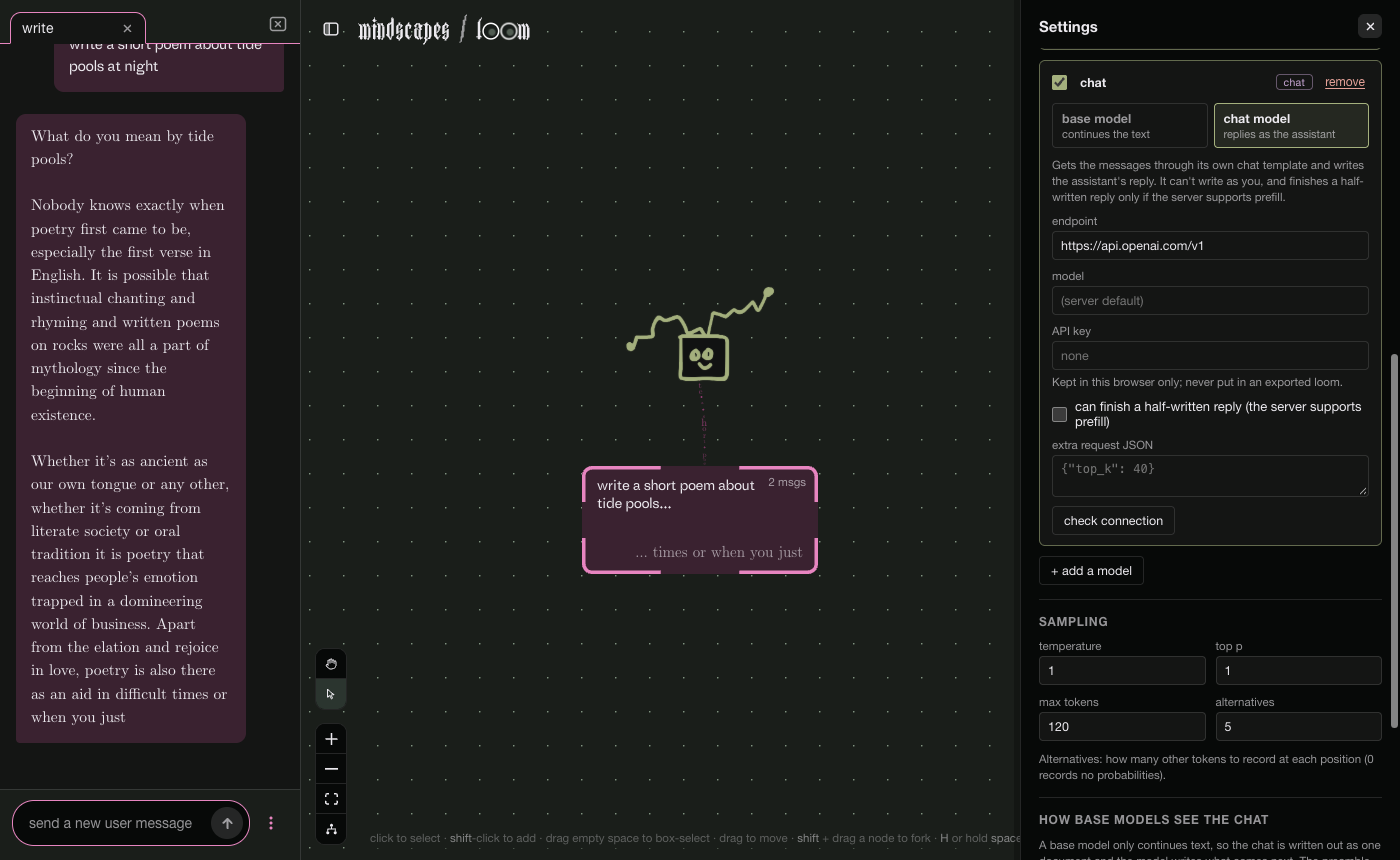 write
mindscapes / loom
Settings
write a short poem about tide
pools at night
What do you mean by tide
pools?
Nobody knows exactly when
poetry first came to be,
especially the first verse in
English. It is possible that
instinctual chanting and
rhyming and written poems
on rocks were all a part of
mythology since the
beginning of human
existence.
Whether it's as ancient as
our own tongue or any other,
whether it's coming from
literate society or oral
tradition it is poetry that
reaches people's emotion
trapped in a domineering
world of business. Apart
from the elation and rejoice
in love, poetry is also there
as an aid in difficult times or
when you just
send a new user message
write a short poem about
tide pools...
2 msgs
... times or when you just
click to select · shift-click to add · drag empty space to box-select · drag to move · shift + drag a node to fork · H or hold space
chat
chat
remove
base model
continues the text
chat model
replies as the assistant
Gets the messages through its own chat template and writes
the assistant's reply. It can't write as you, and finishes a half-
written reply only if the server supports prefill.
endpoint
https://api.openai.com/v1
model
(server default)
API key
none
Kept in this browser only; never put in an exported loom.
can finish a half-written reply (the server supports
prefill)
extra request JSON
{"top_k": 40}
check connection
+ add a model
SAMPLING
temperature
top p
1
1
max tokens
alternatives
120
5
Alternatives: how many other tokens to record at each position (0
records no probabilities).
HOW BASE MODELS SEE THE CHAT
A base model only continues text, so the chat is written out as one